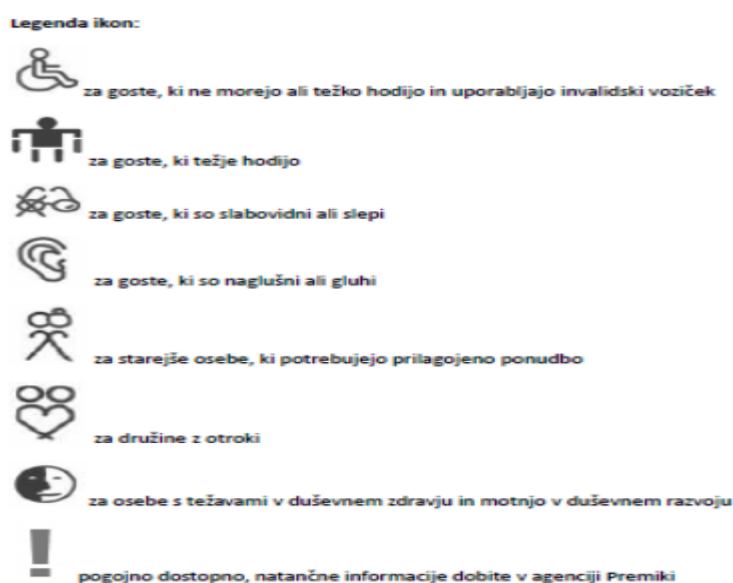 Legenda ikon:
za goste, ki ne morejo ali težko hodijo in uporabljajo invalidski voziček
za goste, ki težje hodijo
za goste, ki so slabovidni ali slepi
za goste, ki so naglušni ali gluhi
za starejše osebe, ki potrebujejo prilagojeno ponudbo
za družine z otroki
za osebe s težavami v duševnem zdravju in motnjo v duševnem razvoju
pogojno dostopno, natančne informacije dobite v agenciji Premiki